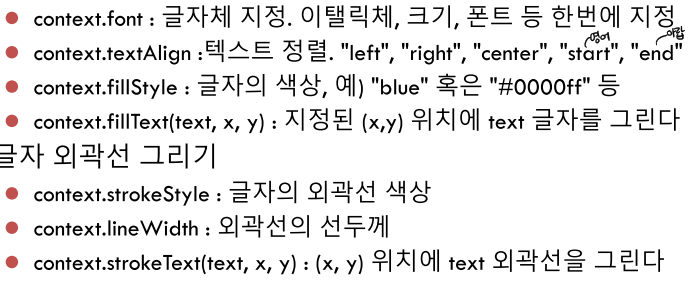 context.font : 글자체 지정. 이탤릭체, 크기, 폰트 등 한번에 지정
영어 아랍
context.textAlign :텍스트 정렬. "left", "right", "center", "start", "end"
context.fillStyle : 글자의 색상, 예) "blue" 혹은 "#0000ff" 등
context.fillText(text, x, y) : 지정된 (x,y) 위치에 text 글자를 그린다
글자 외곽선 그리기
context.strokeStyle : 글자의 외곽선 색상
context.lineWidth : 외곽선의 선두께
context.strokeText(text, x, y) : (x, y) 위치에 text 외곽선을 그린다